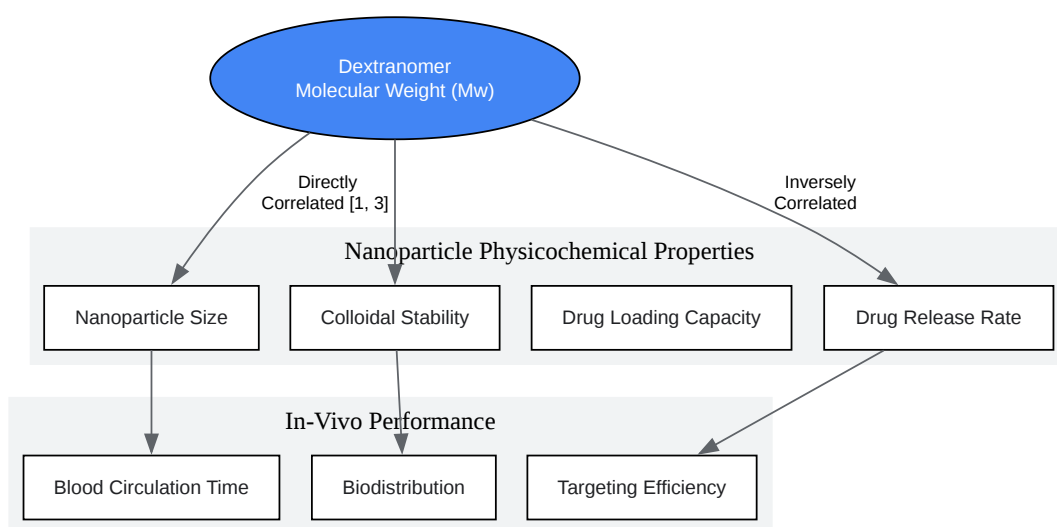 Dextranomer
Molecular Weight (Mw)
Directly
Correlated [1, 3]
Inversely
Correlated
Nanoparticle Physicochemical Properties
Nanoparticle Size
Colloidal Stability
Drug Loading Capacity
Drug Release Rate
In-Vivo Performance
Blood Circulation Time
Biodistribution
Targeting Efficiency